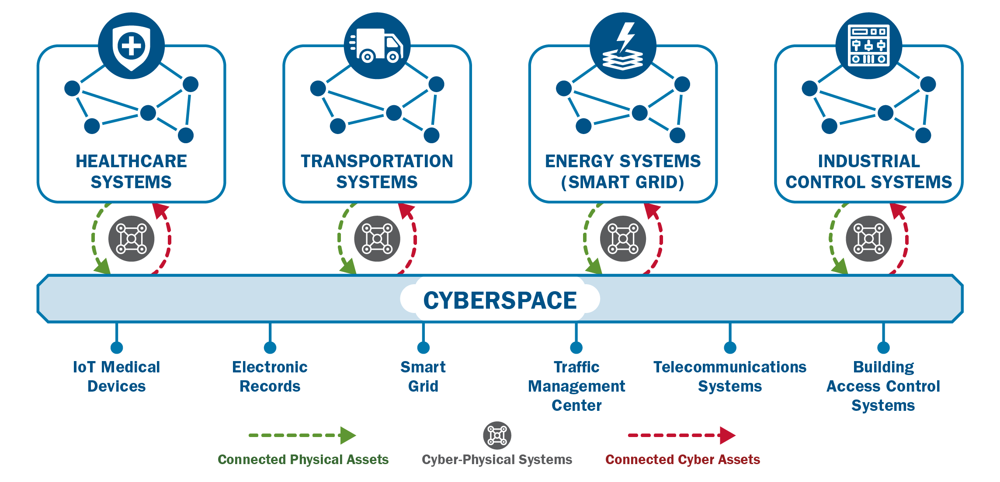 HEALTHCARE
SYSTEMS
TRANSPORTATION
SYSTEMS
ENERGY SYSTEMS
(SMART GRID)
INDUSTRIAL
CONTROL SYSTEMS
CYBERSPACE
IoT Medical
Devices
Electronic
Records
Smart
Grid
Traffic
Management
Center
Telecommunications
Systems
Building
Access Control
Systems
Connected Physical Assets
Cyber-Physical Systems
Connected Cyber Assets